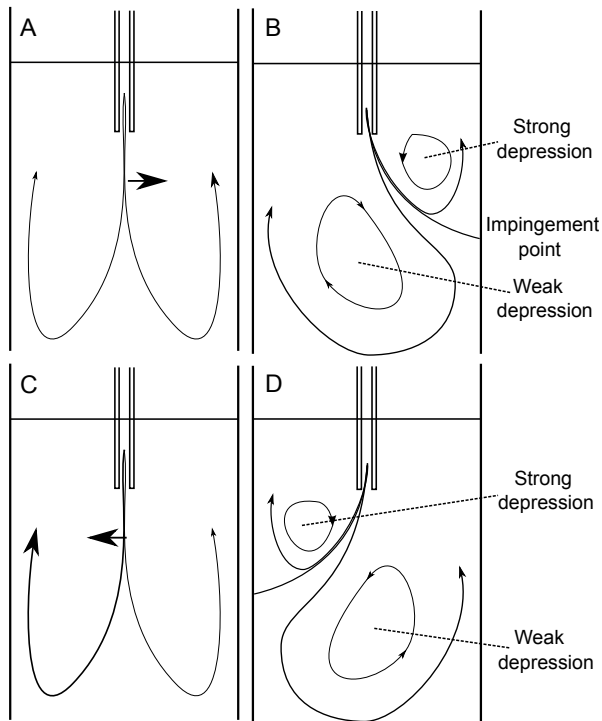 A
B
Strong
depression
Impingement
point
Weak
depression
C
D
Strong
depression
Weak
depression